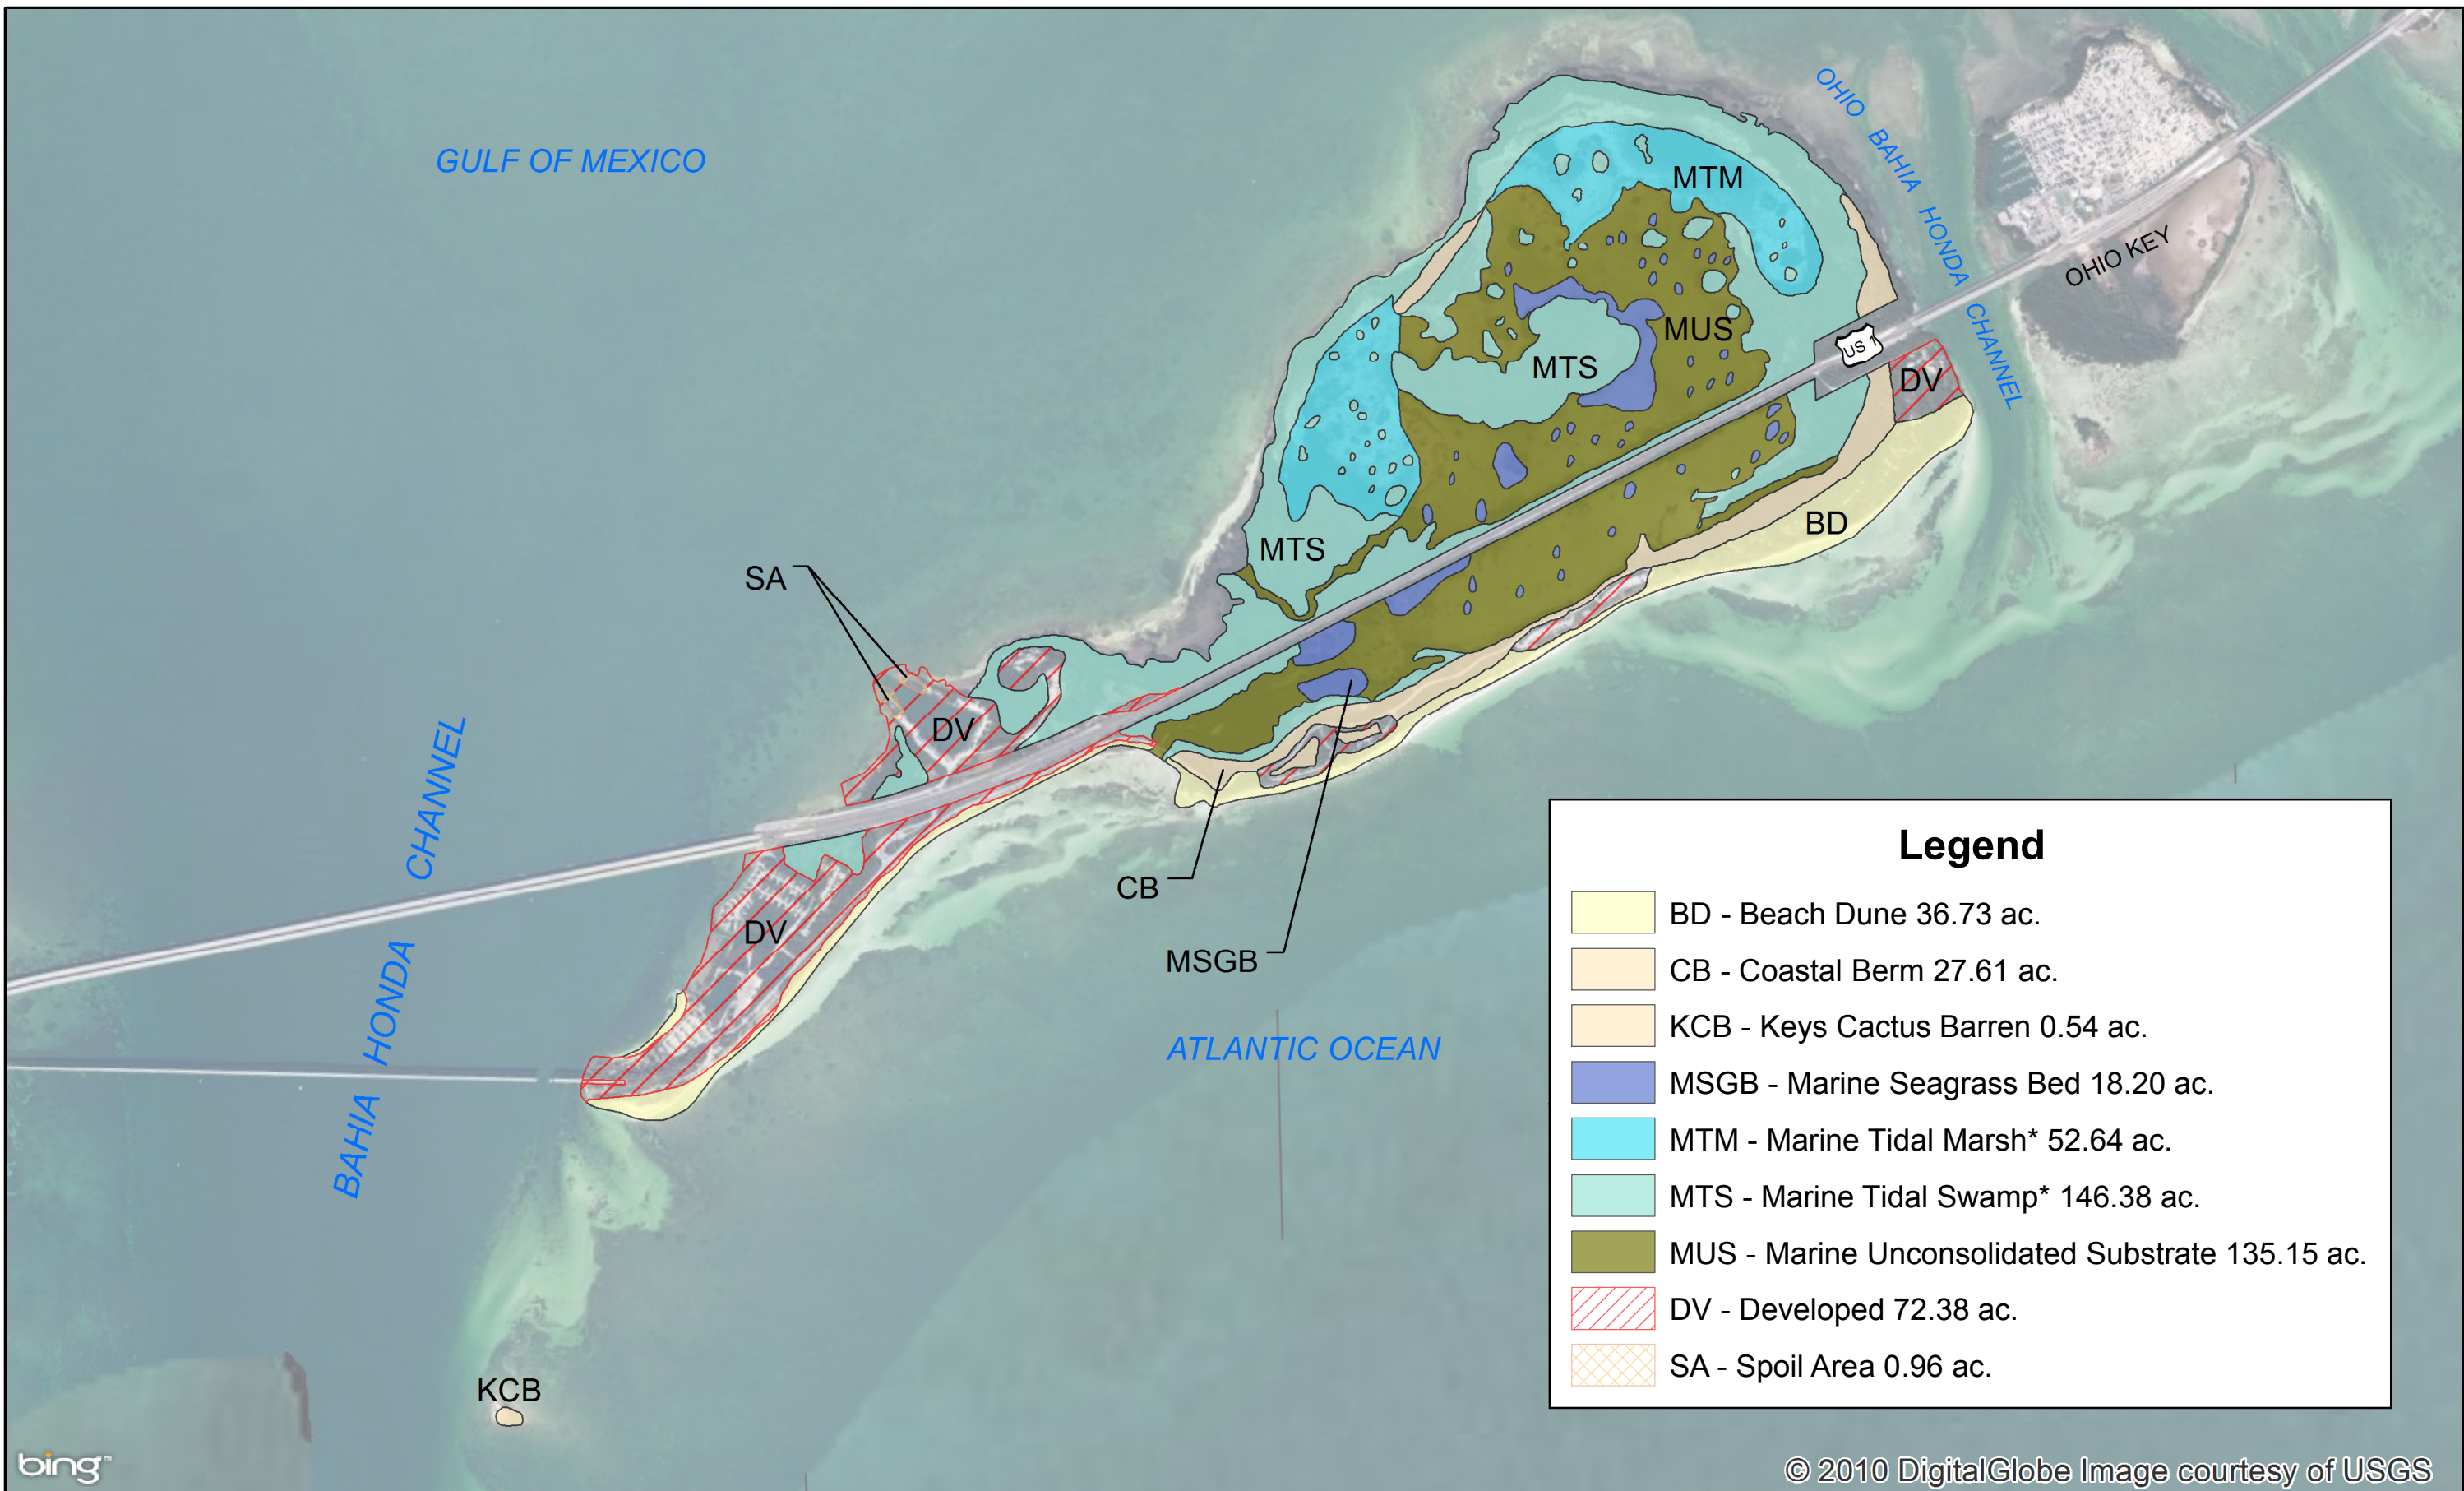 GULF OF MEXICO
OHIO BAHIA HONDA CHANNEL
MTM
OHIO KEY
MUS
US 1
MTS
DV
BD
MTS
SA
DV
BAHIA HONDA CHANNEL
CB
DV
MSGB
ATLANTIC OCEAN
KCB
Legend
BD - Beach Dune 36.73 ac.
CB - Coastal Berm 27.61 ac.
KCB - Keys Cactus Barren 0.54 ac.
MSGB - Marine Seagrass Bed 18.20 ac.
MTM - Marine Tidal Marsh* 52.64 ac.
MTS - Marine Tidal Swamp* 146.38 ac.
MUS - Marine Unconsolidated Substrate 135.15 ac.
DV - Developed 72.38 ac.
SA - Spoil Area 0.96 ac.
bing™
© 2010 DigitalGlobe Image courtesy of USGS